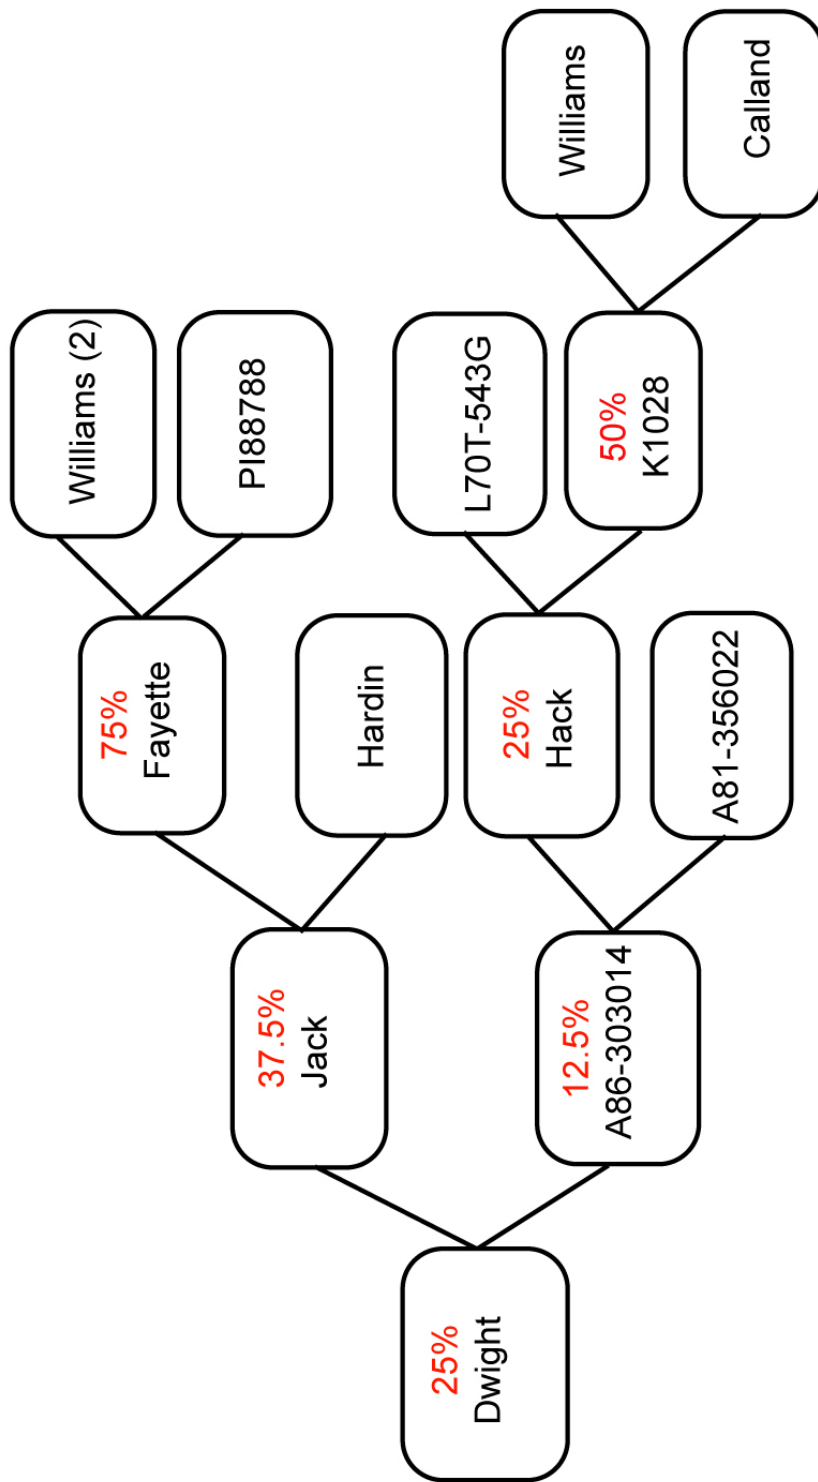 25%
Dwight
37.5%
Jack
12.5%
A86-303014
75%
Fayette
Hardin
25%
Hack
A81-356022
Williams (2)
PI88788
L70T-543G
50%
K1028
Williams
Calland